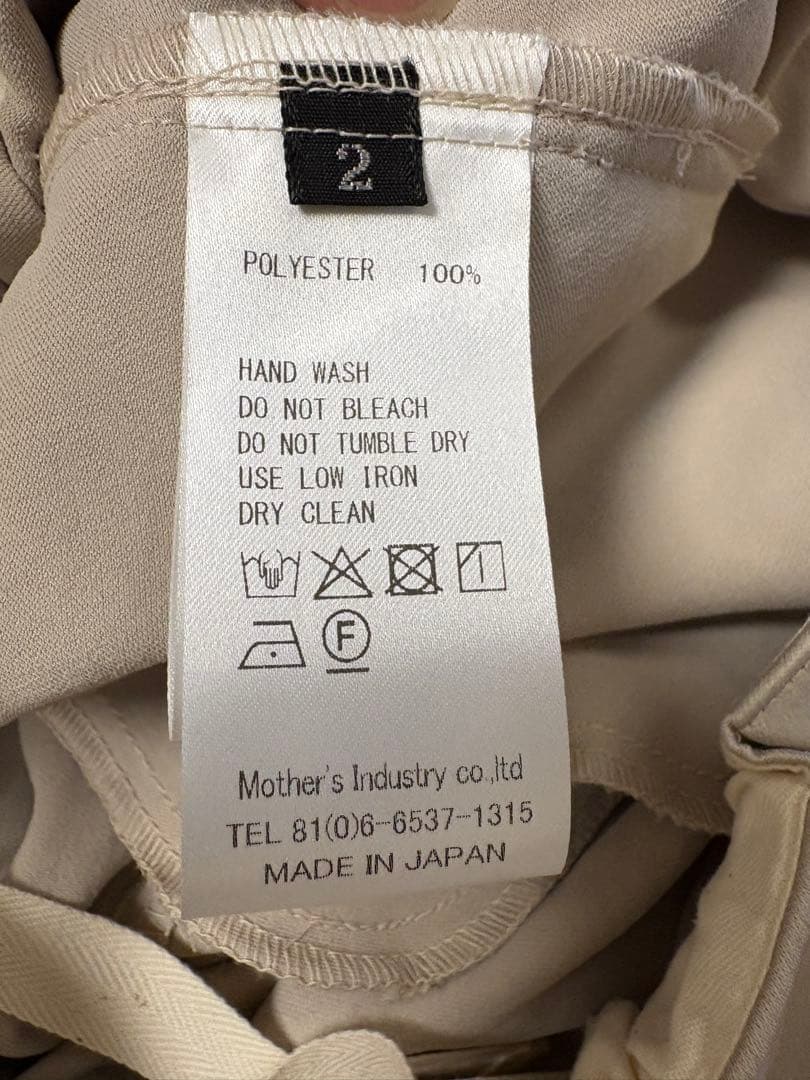 2
POLYESTER 100%
HAND WASH
DO NOT BLEACH
DO NOT TUMBLE DRY
USE LOW IRON
DRY CLEAN
F
Mother's Industry co.,ltd
TEL 81(0)6-6537-1315
MADE IN JAPAN